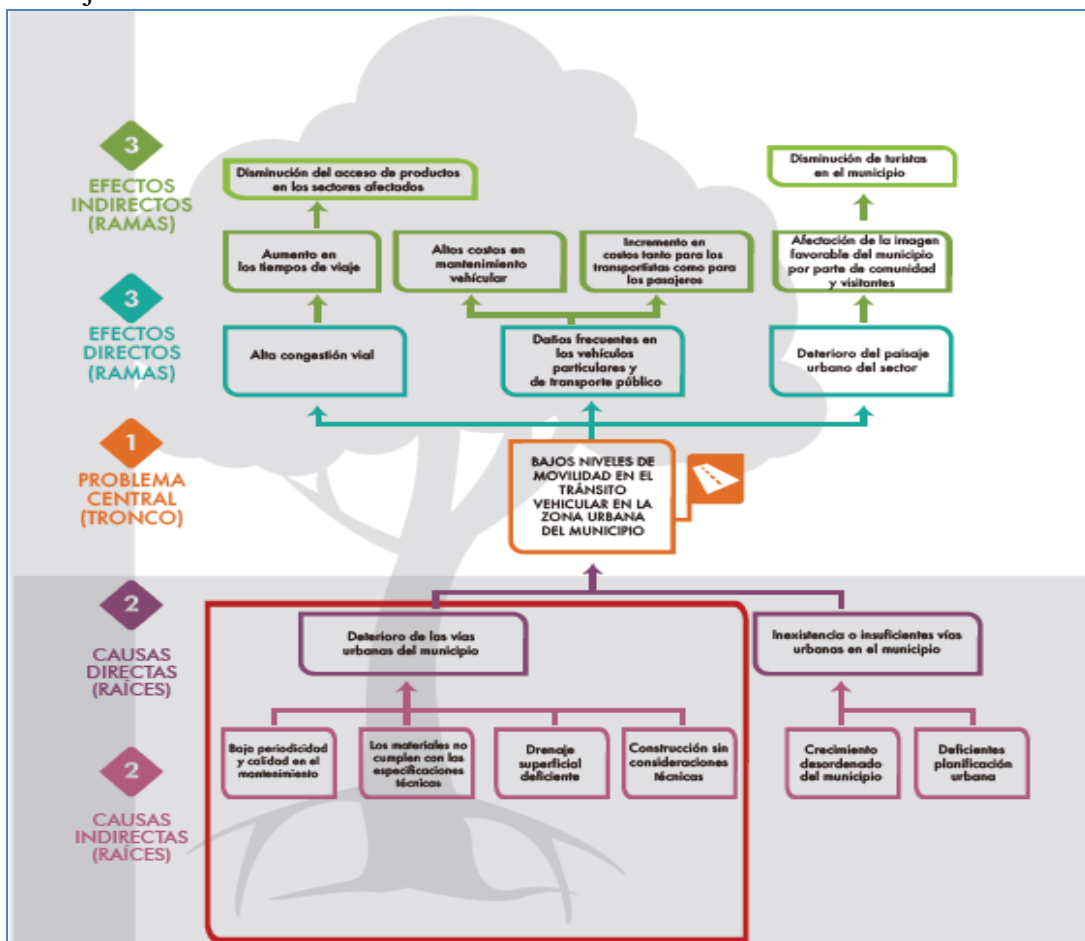 3
EFECTOS
INDIRECTOS
(RAMAS)
Disminución del acceso de productos
en los sectores afectados
Disminución de turistas
en el municipio
Aumento en
los tiempos de viaje
Altos costos en
mantenimiento
vehícular
Incremento en
costos tanto para los
transportistas como para
los pasajeros
Afectación de la imagen
favorable del municipio
por parte de comunidad
y visitantes
3
EFECTOS
DIRECTOS
(RAMAS)
Alta congestión vial
Daños frecuentes en
los vehículos
particulares y
de transporte público
Deterioro del paisaje
urbano del sector
1
PROBLEMA
CENTRAL
(TRONCO)
BAJOS NIVELES DE
MOVILIDAD EN EL
TRÁNSITO
VEHICULAR EN LA
ZONA URBANA
DEL MUNICIPIO
2
CAUSAS
DIRECTAS
(RAÍCES)
Deterioro de las vías
urbanas del municipio
Inexistencia o insuficientes vías
urbanas en el municipio
2
CAUSAS
INDIRECTAS
(RAÍCES)
Baja periodicidad
y calidad en el
mantenimiento
Los materiales no
cumplen con las
especificaciones
técnicas
Drenaje
superficial
deficiente
Construcción sin
consideraciones
técnicas
Crecimiento
desordenado
del municipio
Deficientes
planificación
urbana